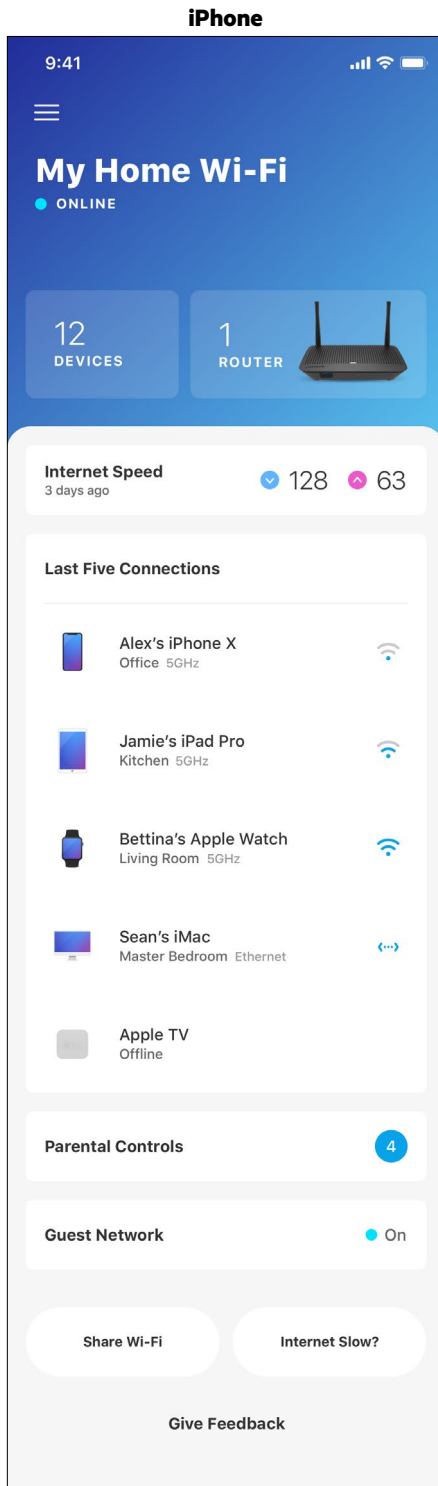 iPhone
9:41
My Home Wi-Fi
ONLINE
12
DEVICES
1
ROUTER
Internet Speed
3 days ago
128
63
Last Five Connections
Alex’s iPhone X
Office 5GHz
Jamie’s iPad Pro
Kitchen 5GHz
Bettina’s Apple Watch
Living Room 5GHz
Sean’s iMac
Master Bedroom Ethernet
Apple TV
Offline
Parental Controls
4
Guest Network
On
Share Wi-Fi
Internet Slow?
Give Feedback